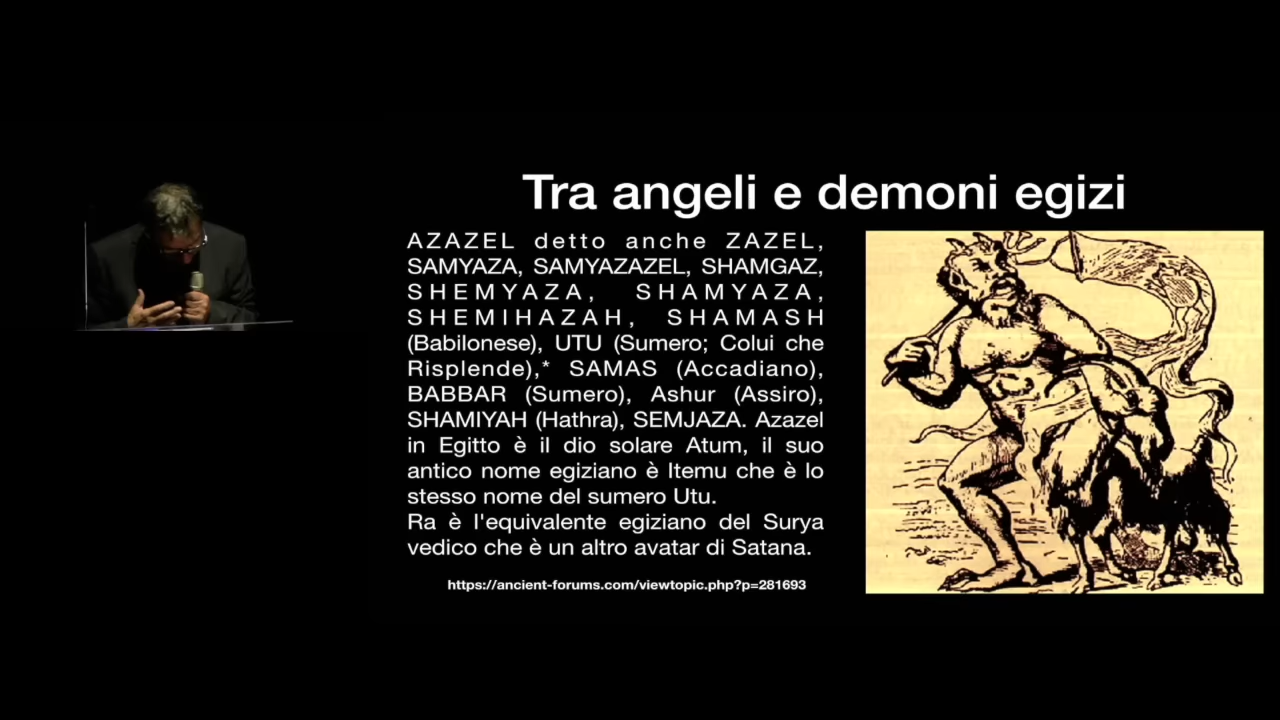 Tra angeli e demoni egizi
AZAZEL detto anche ZAZEL,
SAMYAZA, SAMYAZAZEL, SHAMGAZ,
SHEMYAZA, SHAMYAZA,
SHEMIHAZAH, SHAMASH
(Babilonese), UTU (Sumero; Colui che
Risplende),* SAMAS (Accadiano),
BABBAR (Sumero), Ashur (Assiro),
SHAMIYAH (Hathra), SEMJAZA. Azazel
in Egitto è il dio solare Atum, il suo
antico nome egiziano è Itemu che è lo
stesso nome del sumero Utu.
Ra è l'equivalente egiziano del Surya
vedico che è un altro avatar di Satana.
https://ancient-forums.com/viewtopic.php?p=281693